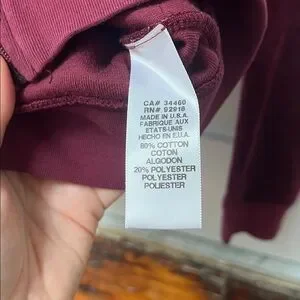 CA# 34460
RN# 92918
MADE IN U.S.A.
FABRIQUE AUX
ETATS-UNIS
HECHO EN E.U.A.
80% COTTON
COTON
ALGODON
20% POLYESTER
POLYESTER
POLIESTER